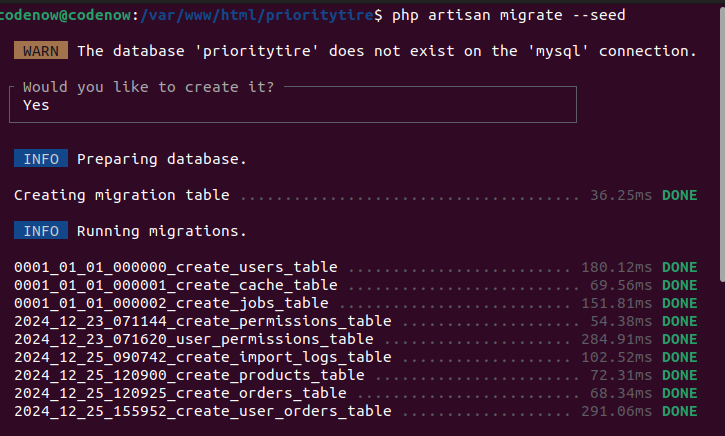 codenow@codenow:/var/www/html/prioritytire$ php artisan migrate --seed
WARN The database 'prioritytire' does not exist on the 'mysql' connection.
Would you like to create it?
Yes
INFO Preparing database.
Creating migration table ...................................... 36.25ms DONE
INFO Running migrations.
0001_01_01_000000_create_users_table ......................... 180.12ms DONE
0001_01_01_000001_create_cache_table .......................... 69.56ms DONE
0001_01_01_000002_create_jobs_table .......................... 151.81ms DONE
2024_12_23_071144_create_permissions_table .................... 54.38ms DONE
2024_12_23_071620_user_permissions_table ..................... 284.91ms DONE
2024_12_25_090742_create_import_logs_table ................... 102.52ms DONE
2024_12_25_120900_create_products_table ....................... 72.31ms DONE
2024_12_25_120925_create_orders_table ......................... 68.34ms DONE
2024_12_25_155952_create_user_orders_table ................... 291.06ms DONE